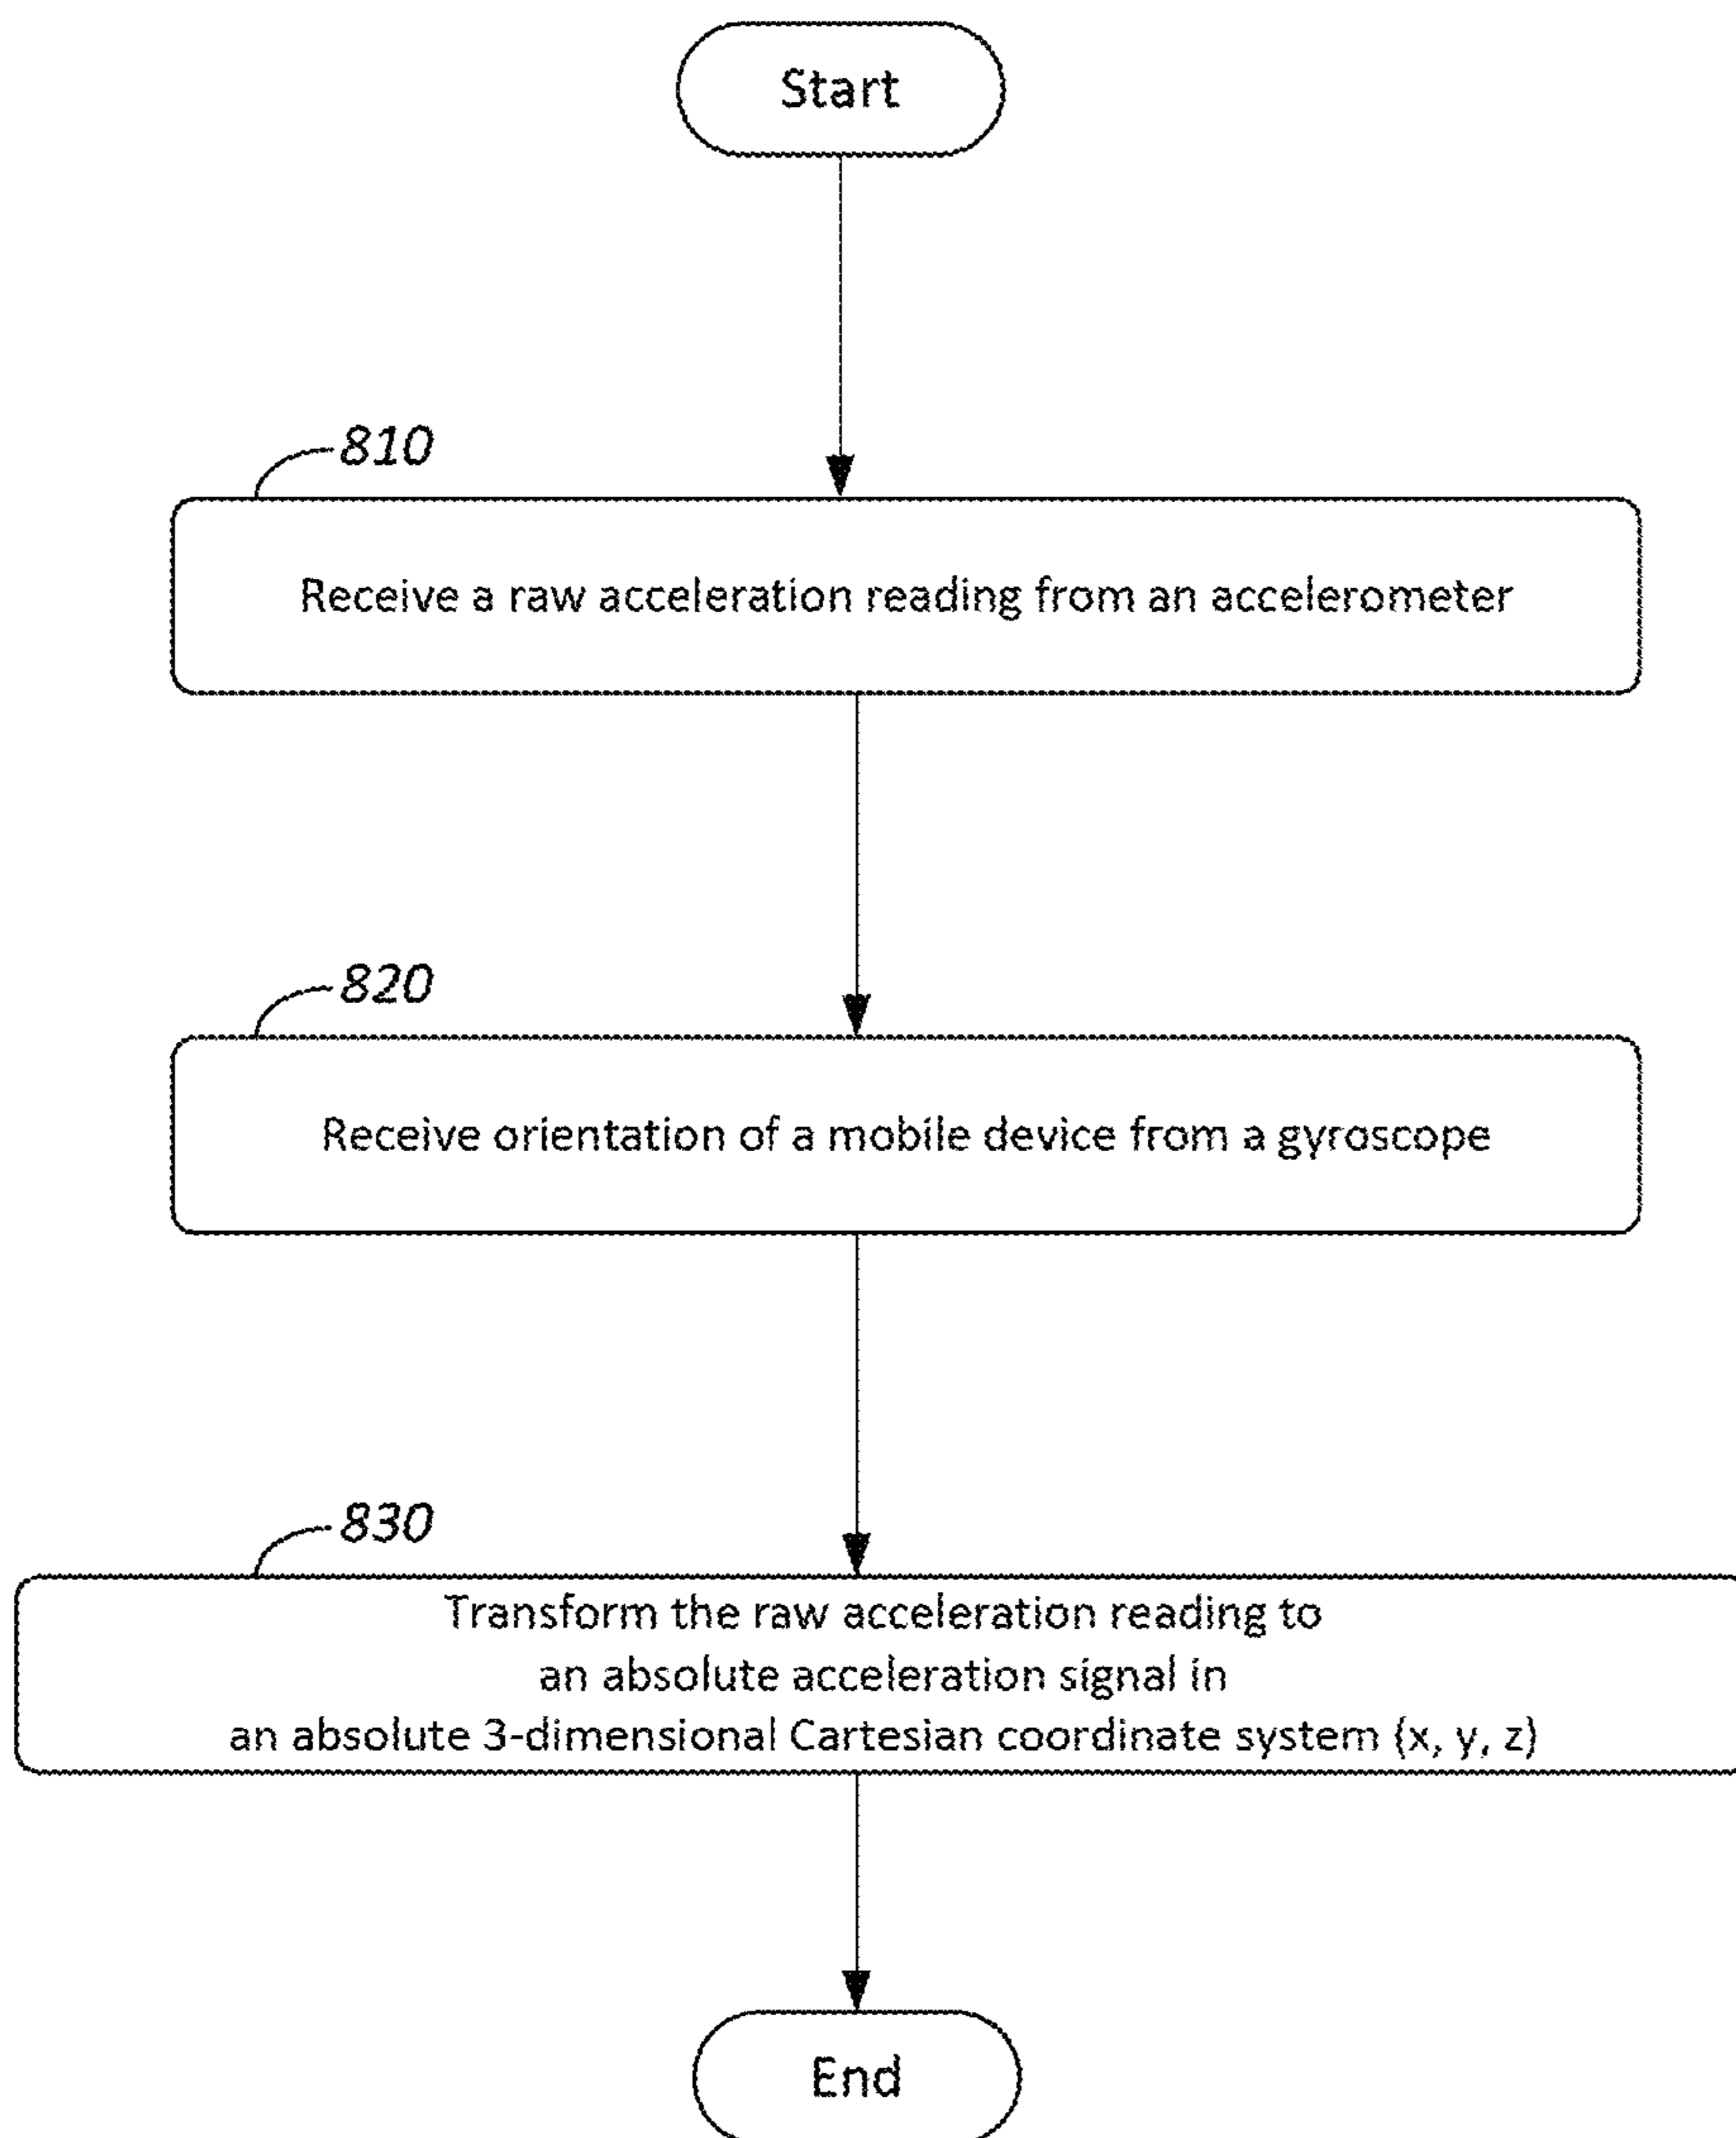 Start
810
Receive a raw acceleration reading from an accelerometer
820
Receive orientation of a mobile device from a gyroscope
830
Transform the raw acceleration reading to
an absolute acceleration signal in
an absolute 3-dimensional Cartesian coordinate system (x, y, z)
End